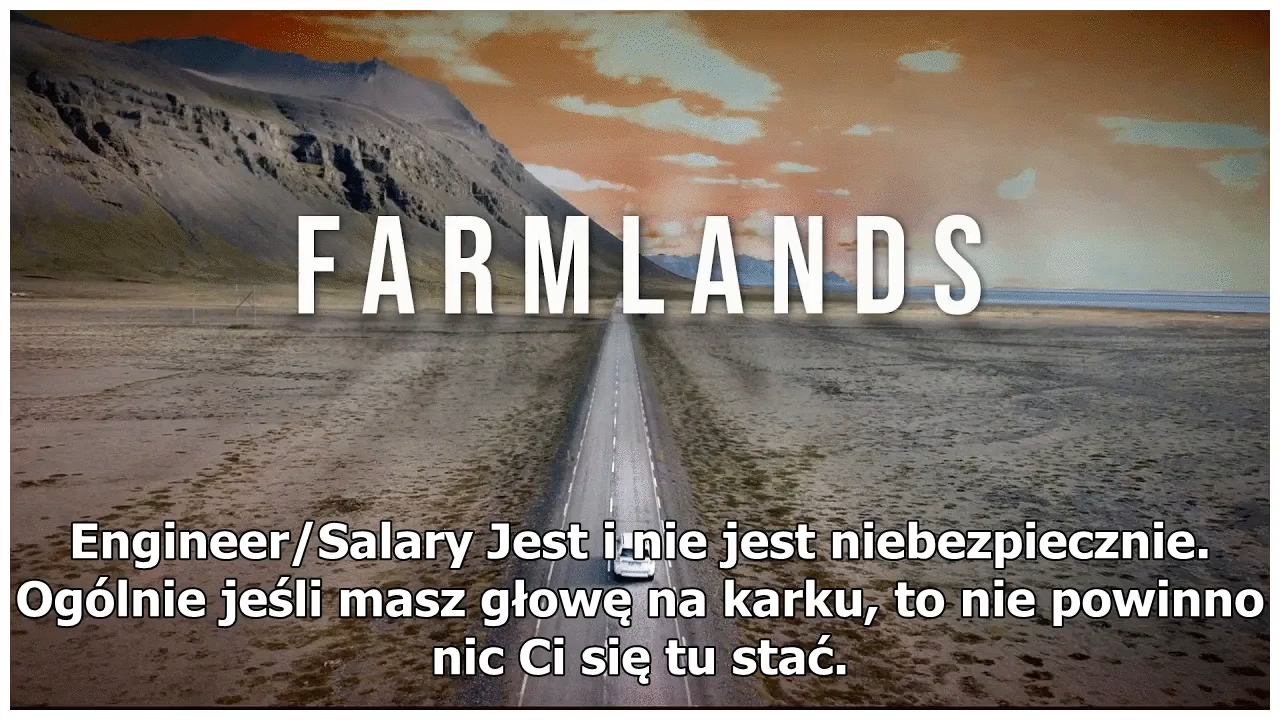 FARMLANDS
Engineer/Salary Jest i nie jest niebezpiecznie.
Ogólnie jeśli masz głowę na karku, to nie powinno
nic Ci się tu stać.